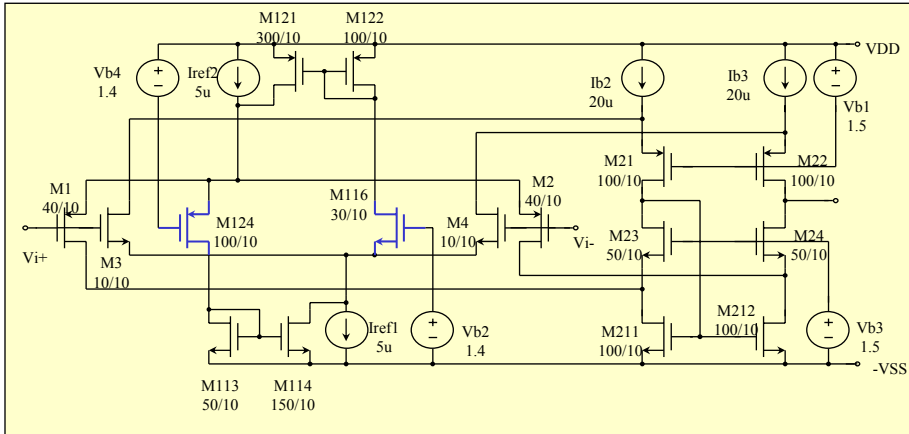 M121
300/10
M122
100/10
VDD
Vb4
1.4
Iref2
5u
Ib2
20u
Ib3
20u
Vb1
1.5
M21
100/10
M22
100/10
M1
40/10
M124
100/10
M116
30/10
M4
10/10
M2
40/10
Vi+
M3
10/10
Vi-
M23
50/10
M24
50/10
M113
50/10
M114
150/10
Iref1
5u
Vb2
1.4
M211
100/10
M212
100/10
Vb3
1.5
-VSS